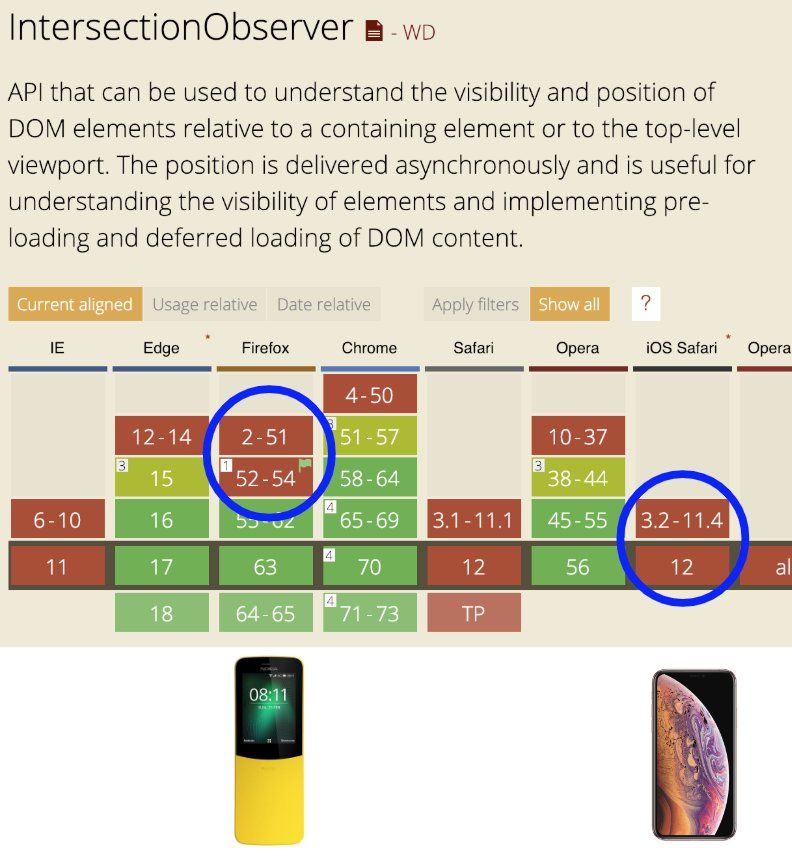 IntersectionObserver - WD
API that can be used to understand the visibility and position of
DOM elements relative to a containing element or to the top-level
viewport. The position is delivered asynchronously and is useful for
understanding the visibility of elements and implementing pre-
loading and deferred loading of DOM content.
Current aligned Usage relative Date relative Apply filters Show all ?
IE Edge * Firefox Chrome Safari Opera iOS Safari * Opera
4-50
12-14 2-51 3 51-57 10-37
3 15 1 52-54 58-64 3 38-44
6-10 16 55-62 4 65-69 3.1-11.1 45-55 3.2-11.4
11 17 63 4 70 12 56 12 al
18 64-65 4 71-73 TP
NOKIA
08:11